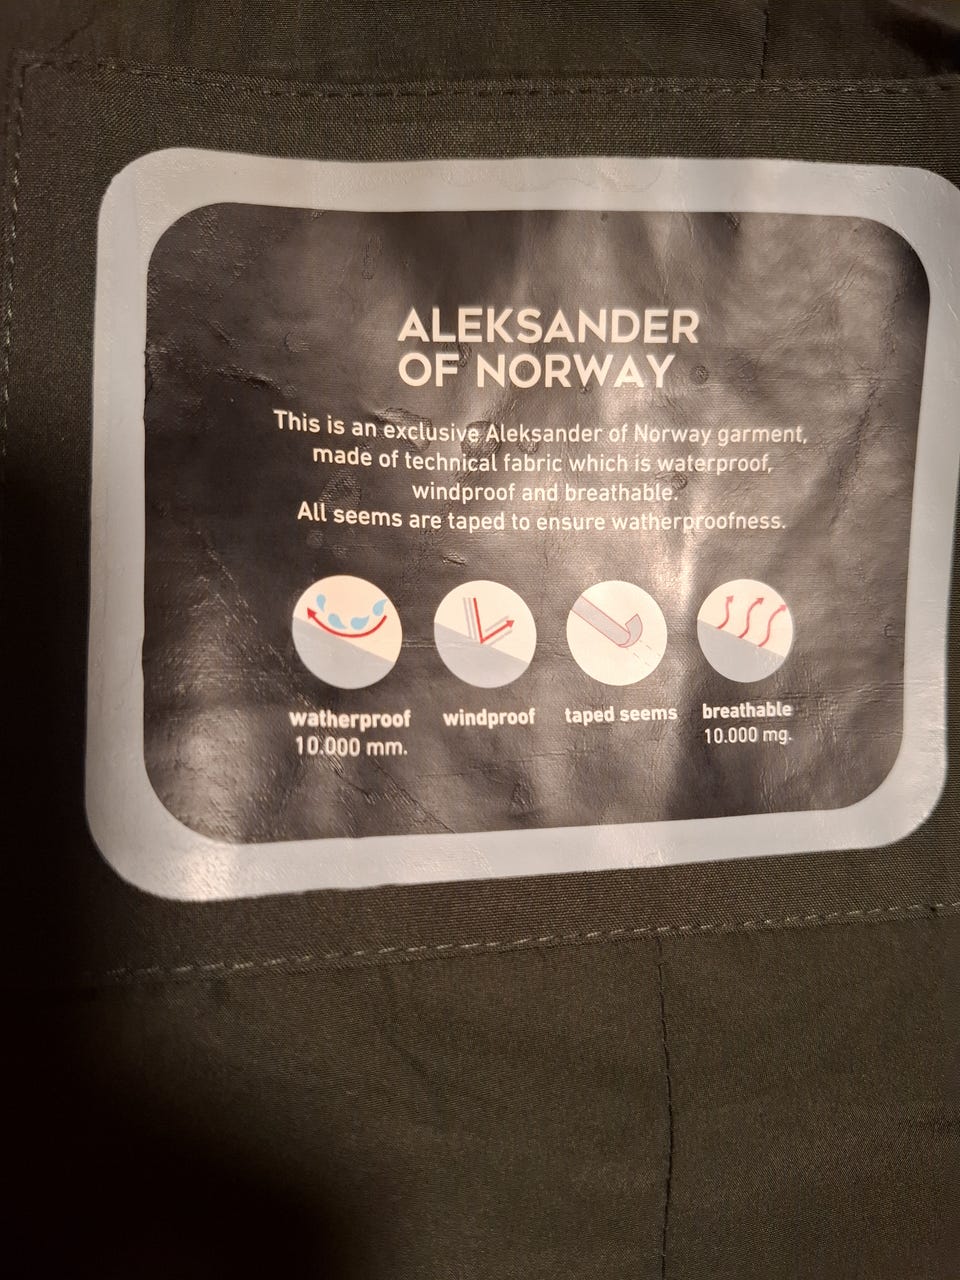 ALEKSANDER
OF NORWAY
This is an exclusive Aleksander of Norway garment,
made of technical fabric which is waterproof,
windproof and breathable.
All seems are taped to ensure watherproofness.
watherproof
10.000 mm.
windproof
taped seems
breathable
10.000 mg.